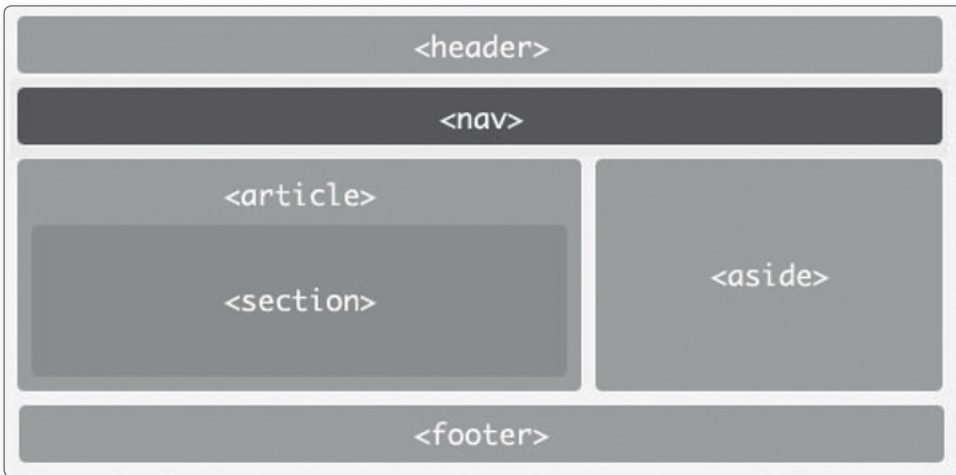 <header>
<nav>
<article>
<section>
<aside>
<footer>